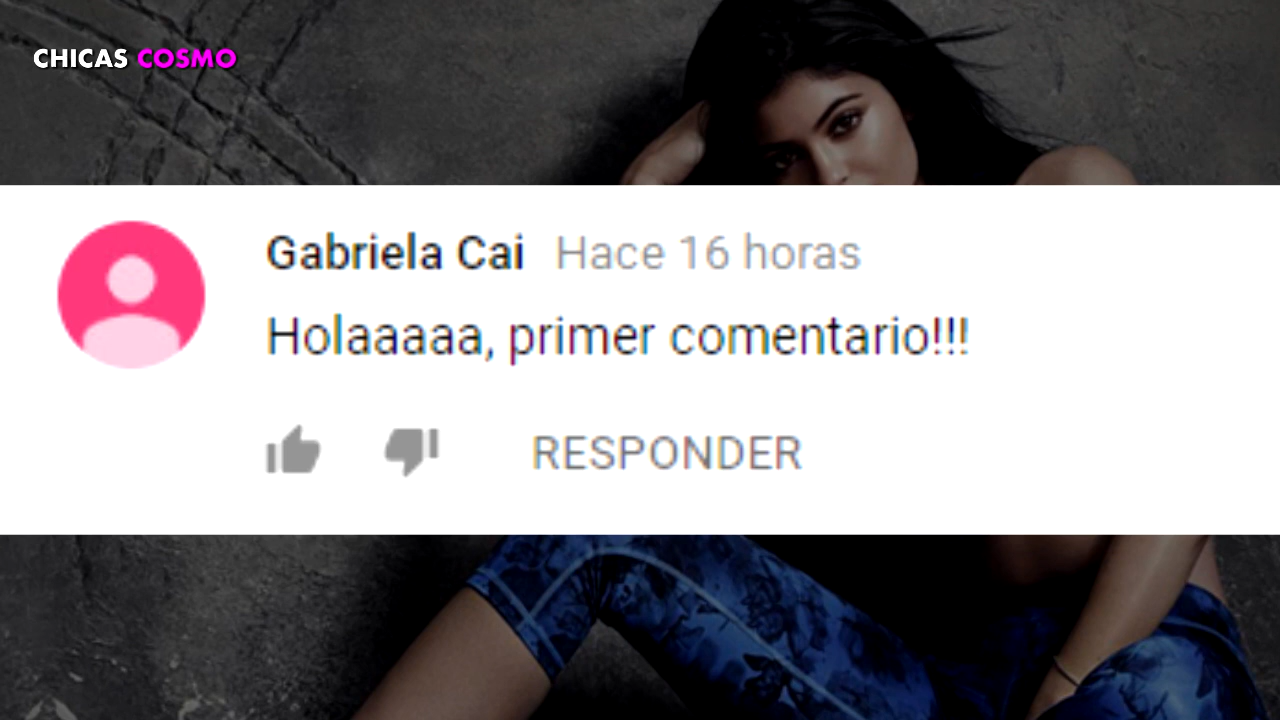 CHICAS COSMO
Gabriela Cai Hace 16 horas
Holaaaaa, primer comentario!!!
RESPONDER